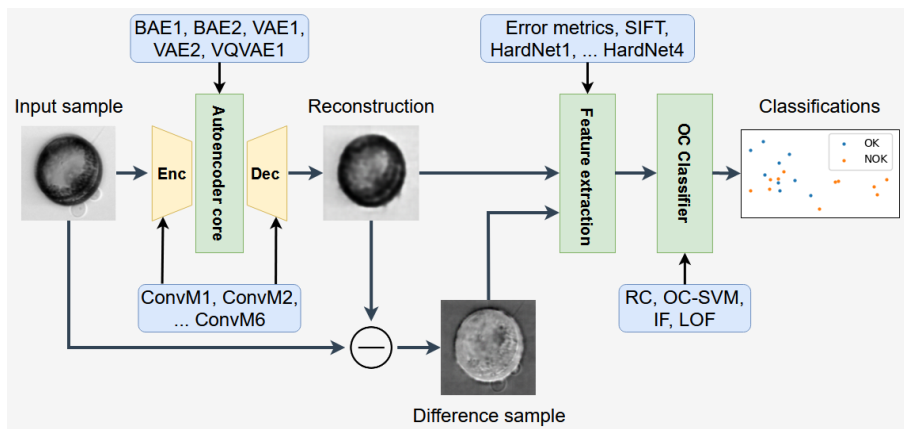 BAE1, BAE2, VAE1,
VAE2, VQVAE1
Error metrics, SIFT,
HardNet1, ... HardNet4
Input sample
Enc
Autoencoder core
Dec
Reconstruction
Feature extraction
OC Classifier
Classifications
OK
NOK
ConvM1, ConvM2,
... ConvM6
RC, OC-SVM,
IF, LOF
Difference sample